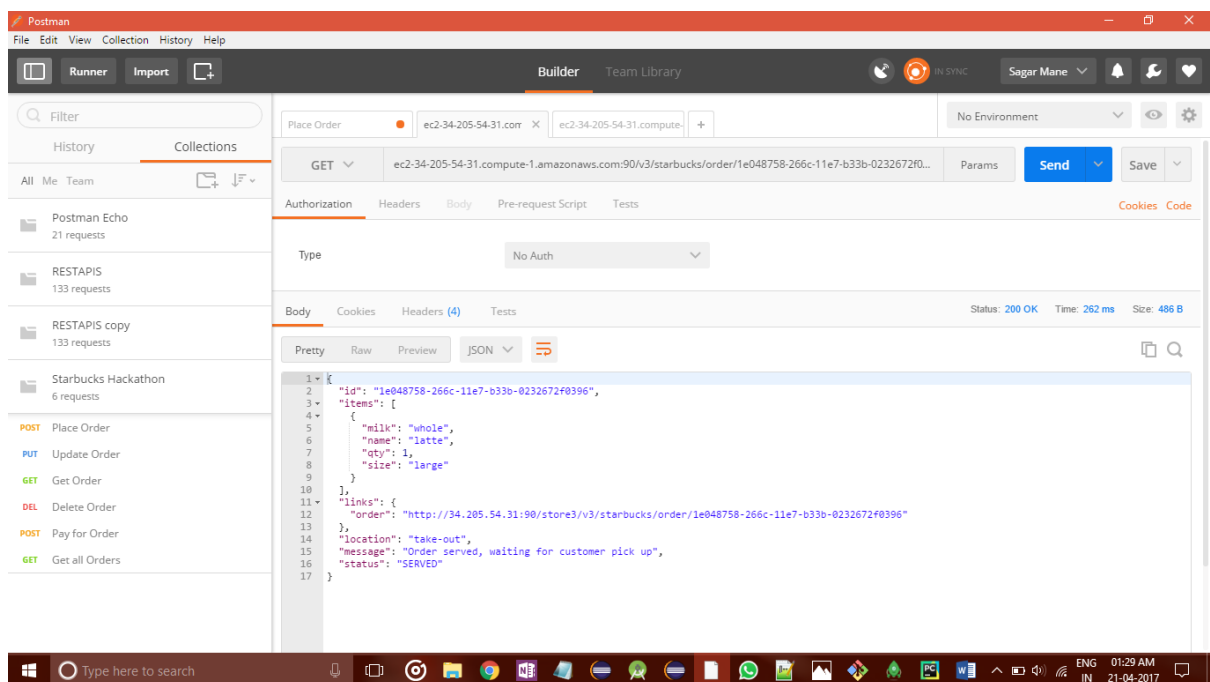 Postman
File Edit View Collection History Help
Runner Import Builder Team Library IN SYNC Sagar Mane
Filter
History Collections
All Me Team
Postman Echo
21 requests
RESTAPIS
133 requests
RESTAPIS copy
133 requests
Starbucks Hackathon
6 requests
POST Place Order
PUT Update Order
GET Get Order
DEL Delete Order
POST Pay for Order
GET Get all Orders
Place Order ec2-34-205-54-31.com ec2-34-205-54-31.compute- +
No Environment
GET ec2-34-205-54-31.compute-1.amazonaws.com:90/v3/starbucks/order/1e048758-266c-11e7-b33b-0232672f0... Params Send Save
Authorization Headers Body Pre-request Script Tests Cookies Code
Type No Auth
Body Cookies Headers (4) Tests Status: 200 OK Time: 262 ms Size: 486 B
Pretty Raw Preview JSON
1 {
2 "id": "1e048758-266c-11e7-b33b-0232672f0396",
3 "items": [
4 {
5 "milk": "whole",
6 "name": "latte",
7 "qty": 1,
8 "size": "large"
9 }
10 ],
11 "links": {
12 "order": "http://34.205.54.31:90/store3/v3/starbucks/order/1e048758-266c-11e7-b33b-0232672f0396"
13 },
14 "location": "take-out",
15 "message": "Order served, waiting for customer pick up",
16 "status": "SERVED"
17 }
Type here to search
ENG 01:29 AM
IN 21-04-2017